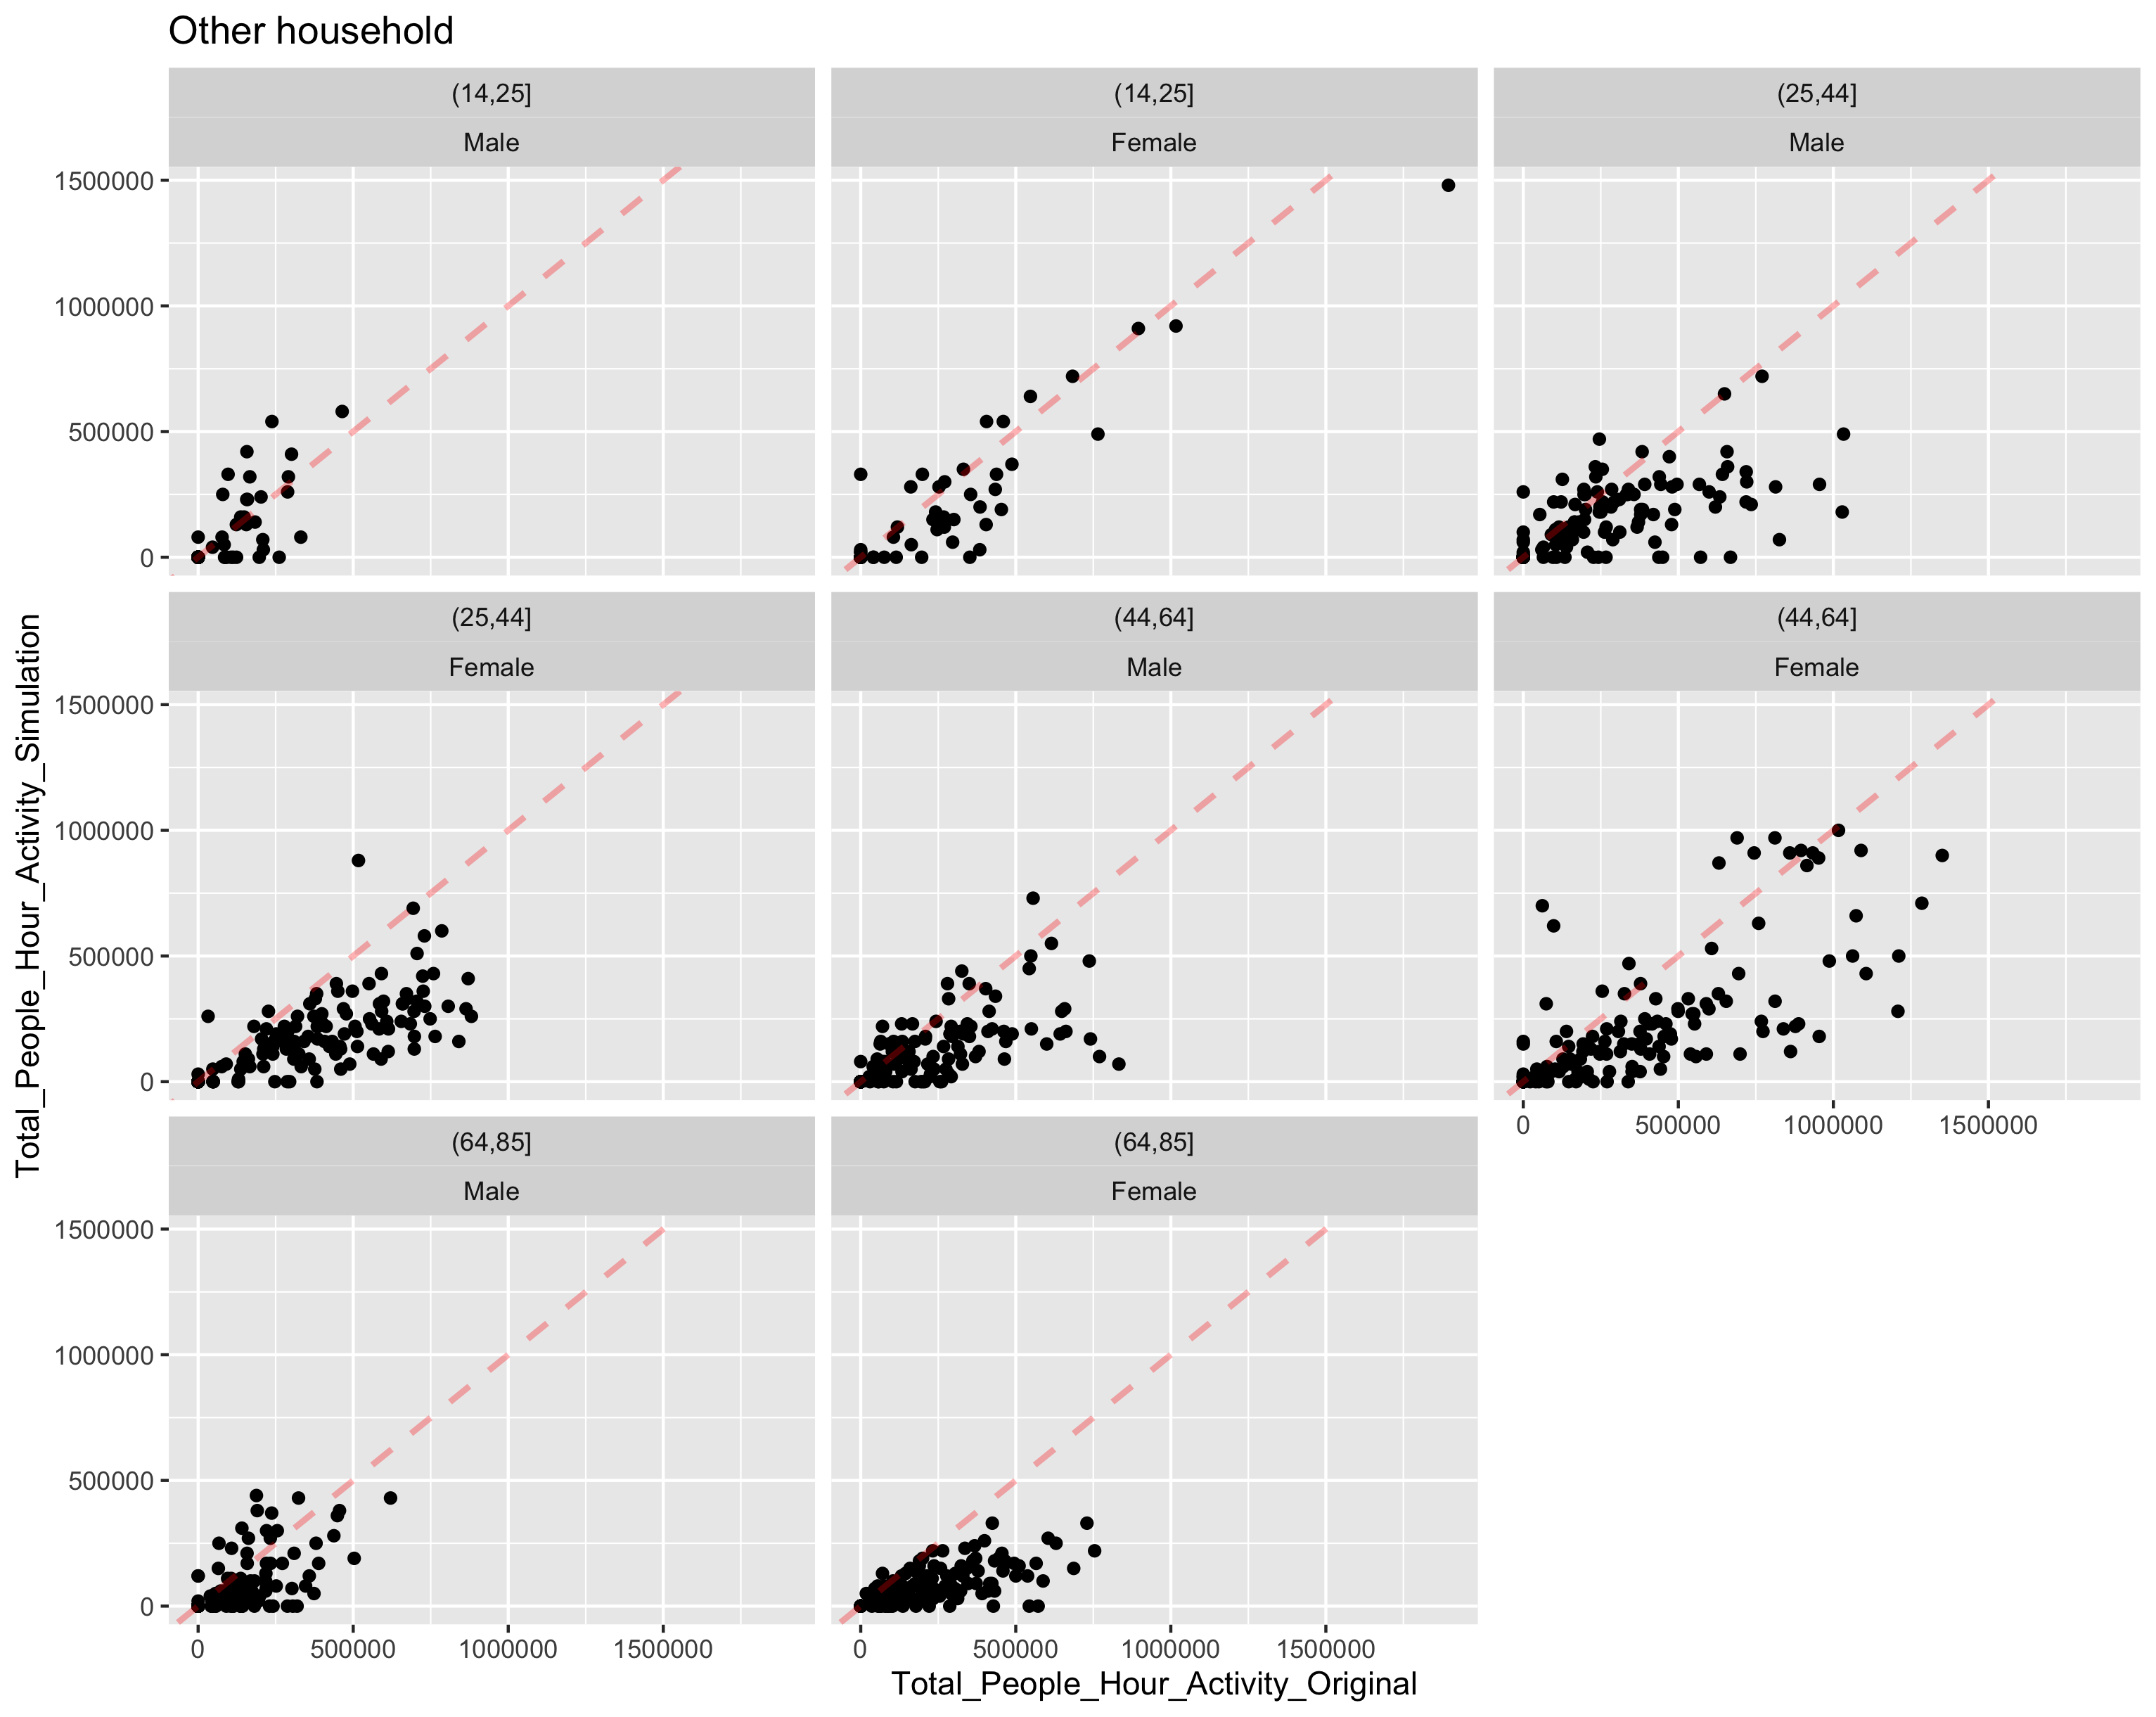 Other household
(14,25]
(14,25]
(25,44]
Male
Female
Male
1500000
1000000
500000
0
(25,44]
(44,64]
(44,64]
Female
Male
Female
1500000
1000000
500000
0
0
500000
1000000
1500000
(64,85]
(64,85]
Male
Female
1500000
1000000
500000
0
0
500000
1000000
1500000
0
500000
1000000
1500000
Total_People_Hour_Activity_Original
Total_People_Hour_Activity_Simulation